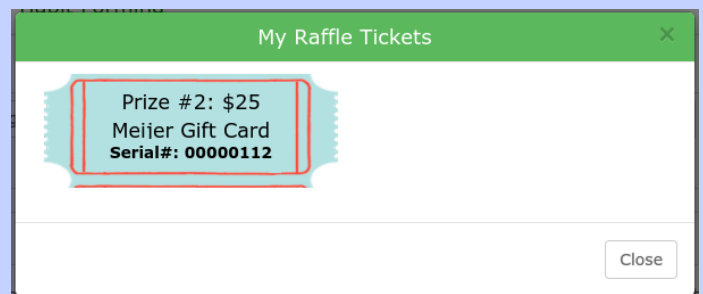 My Raffle Tickets
×
Prize #2: $25
Meijer Gift Card
Serial#: 00000112
Close